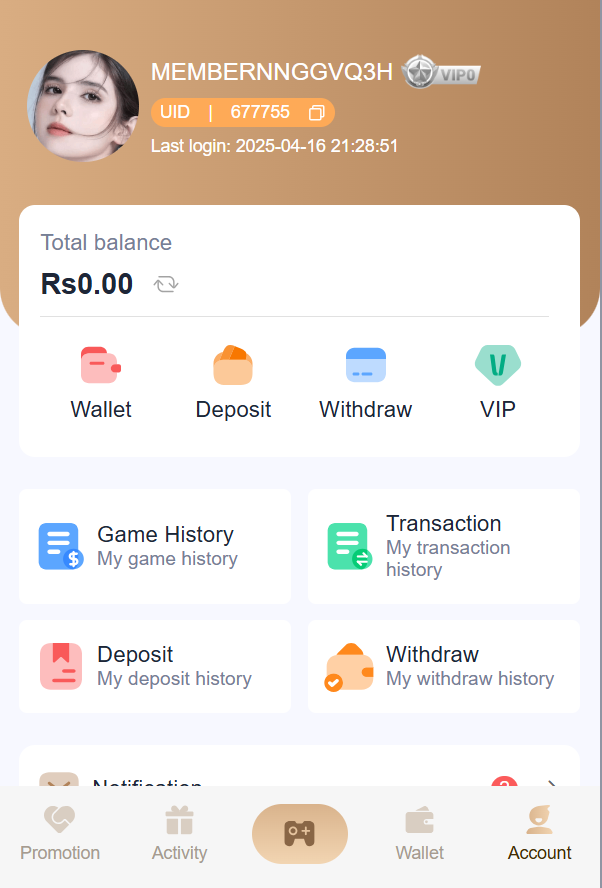 MEMBERNNGGVQ3H VIP0
UID | 677755
Last login: 2025-04-16 21:28:51
Total balance
Rs0.00
Wallet Deposit Withdraw VIP
Game History
My game history
Transaction
My transaction
history
Deposit
My deposit history
Withdraw
My withdraw history
Notification
Promotion Activity Wallet Account